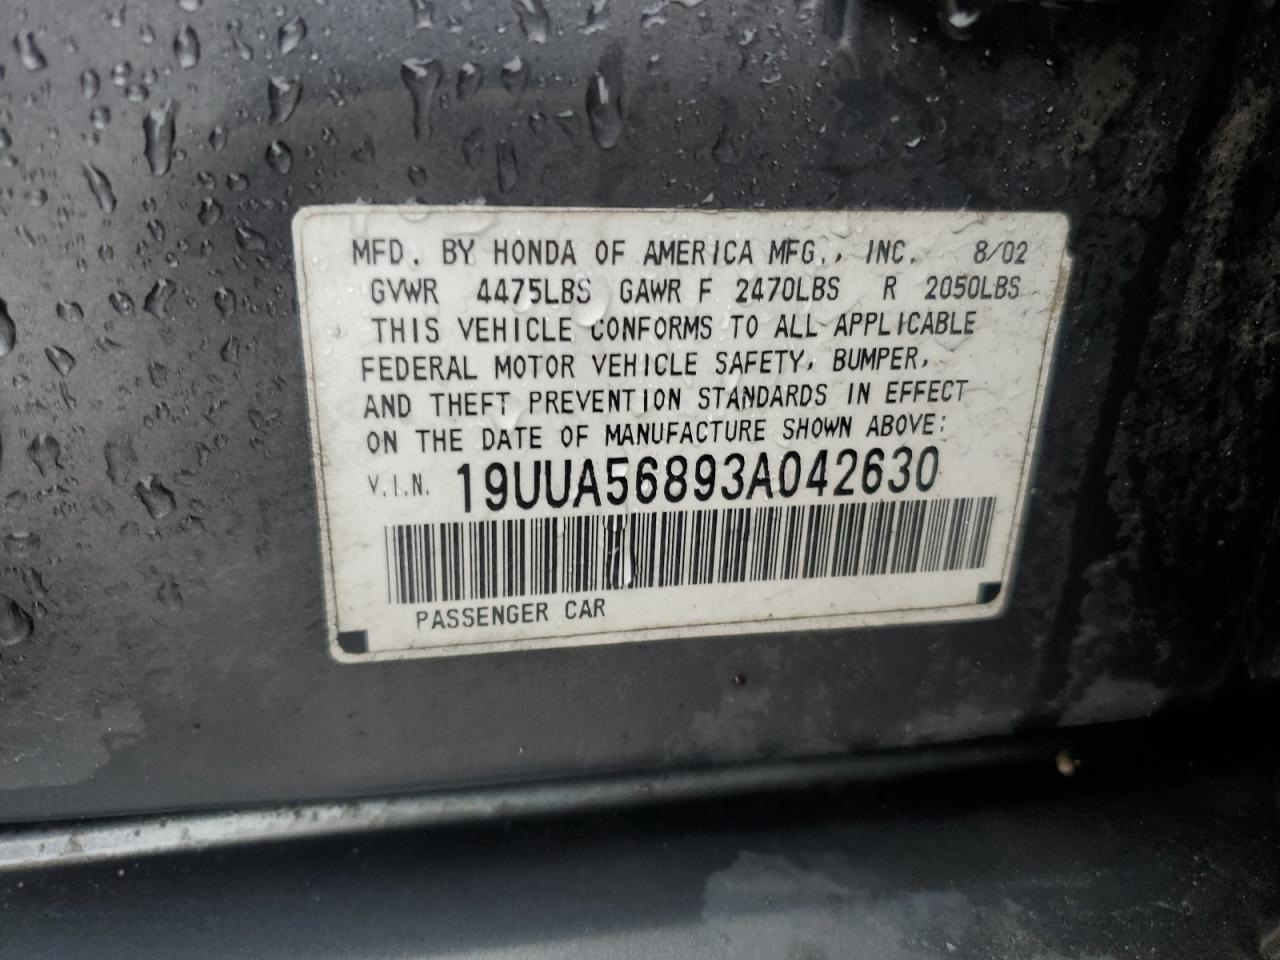 MFD. BY HONDA OF AMERICA MFG., INC. 8/02
GVWR 4475LBS GAWR F 2470LBS R 2050LBS
THIS VEHICLE CONFORMS TO ALL APPLICABLE
FEDERAL MOTOR VEHICLE SAFETY, BUMPER,
AND THEFT PREVENTION STANDARDS IN EFFECT
ON THE DATE OF MANUFACTURE SHOWN ABOVE:
V.I.N. 19UUA56893A042630
PASSENGER CAR